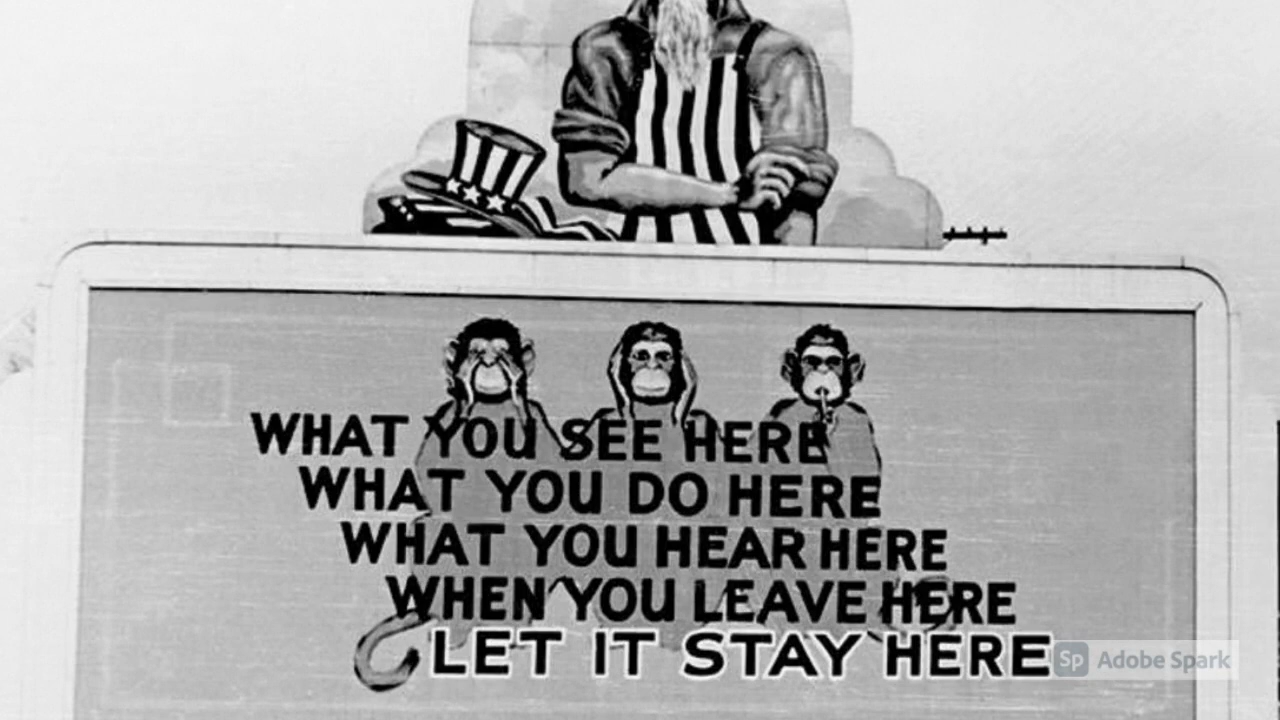 WHAT YOU SEE HERE
WHAT YOU DO HERE
WHAT YOU HEAR HERE
WHEN YOU LEAVE HERE
LET IT STAY HERE
Sp Adobe Spark